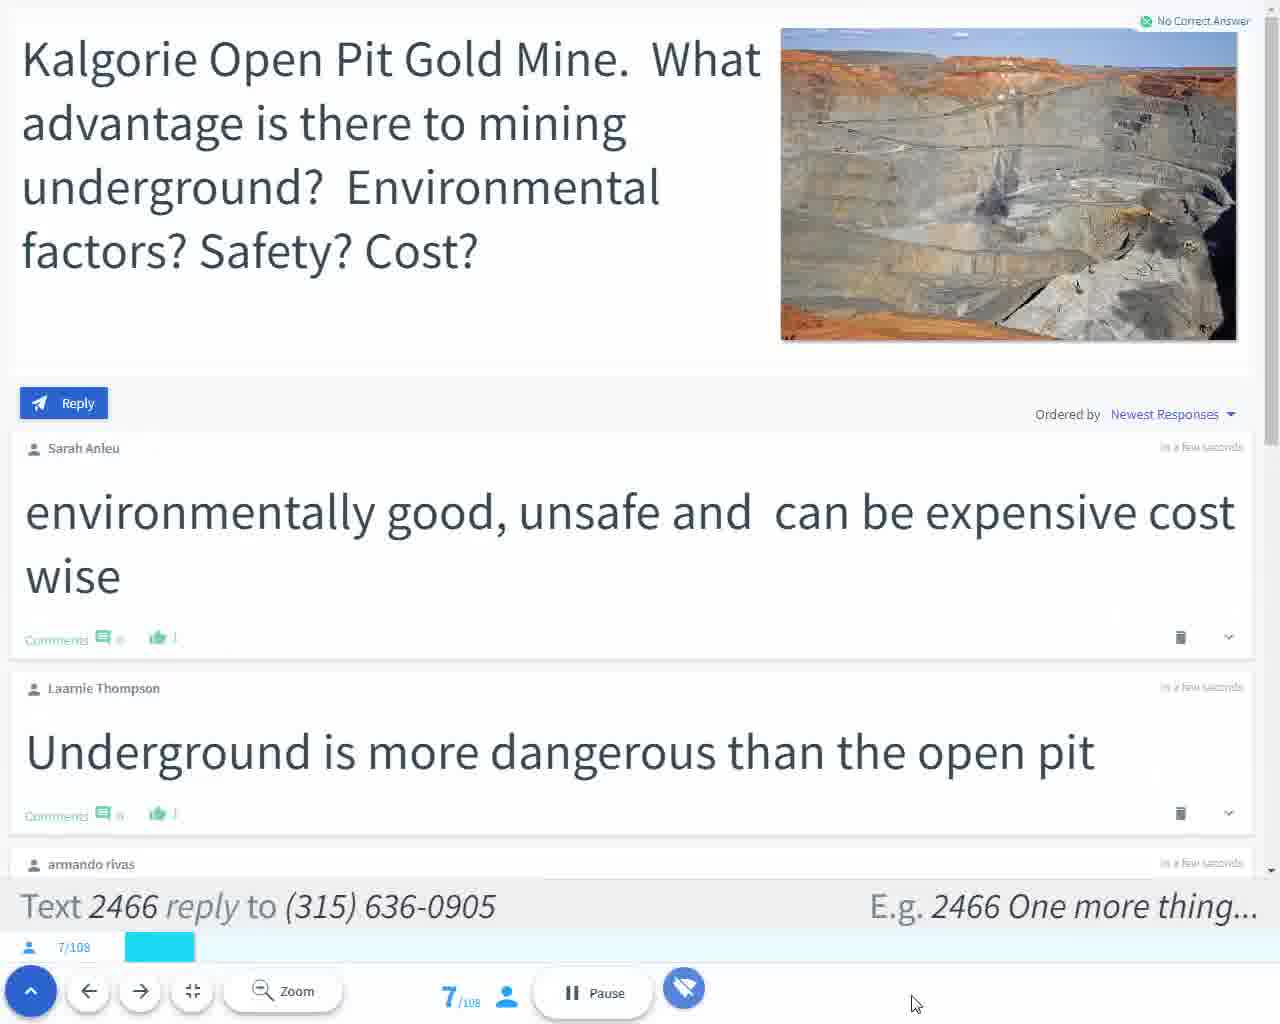 No Correct Answer
Kalgorie Open Pit Gold Mine.  What
advantage is there to mining
underground?  Environmental
factors? Safety? Cost?
Reply
Ordered by Newest Responses
Sarah Anleu
in a few seconds
environmentally good, unsafe and  can be expensive cost
wise
Comments 0 1
Laarnie Thompson
in a few seconds
Underground is more dangerous than the open pit
Comments 0 1
armando rivas
in a few seconds
Text 2466 reply to (315) 636-0905
E.g. 2466 One more thing...
7/108
Zoom
7/108
Pause